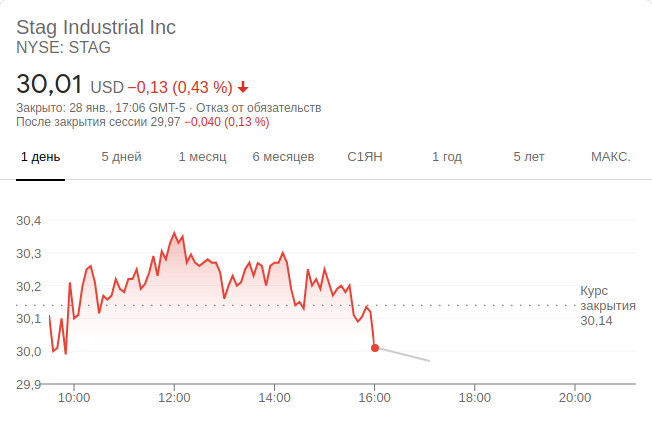 Stag Industrial Inc
NYSE: STAG
30,01 USD −0,13 (0,43 %)
Закрыто: 28 янв., 17:06 GMT-5 · Отказ от обязательств
После закрытия сессии 29,97 −0,040 (0,13 %)
1 день 5 дней 1 месяц 6 месяцев С1ЯН 1 год 5 лет МАКС.
30,4
30,3
30,2
30,1
30,0
29,9
Курс
закрытия
30,14
10:00 12:00 14:00 16:00 18:00 20:00